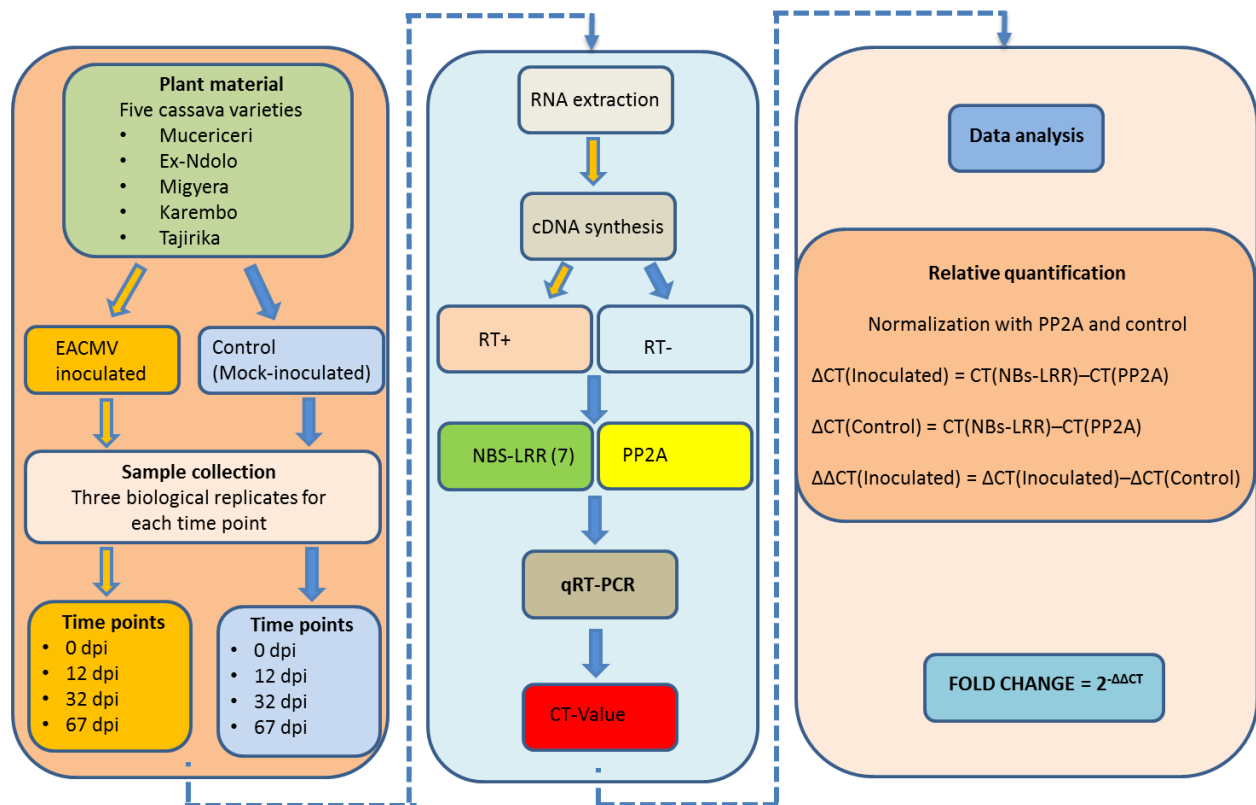 Plant material
Five cassava varieties
• Mucericeri
• Ex-Ndolo
• Migyera
• Karembo
• Tajirika
EACMV
inoculated
Control
(Mock-inoculated)
Sample collection
Three biological replicates for
each time point
Time points
• 0 dpi
• 12 dpi
• 32 dpi
• 67 dpi
Time points
• 0 dpi
• 12 dpi
• 32 dpi
• 67 dpi
RNA extraction
cDNA synthesis
RT+
RT-
NBS-LRR (7)
PP2A
qRT-PCR
CT-Value
Data analysis
Relative quantification
Normalization with PP2A and control
ΔCT(Inoculated) = CT(NBs-LRR)–CT(PP2A)
ΔCT(Control) = CT(NBs-LRR)–CT(PP2A)
ΔΔCT(Inoculated) = ΔCT(Inoculated)–ΔCT(Control)
FOLD CHANGE = 2^-ΔΔCT